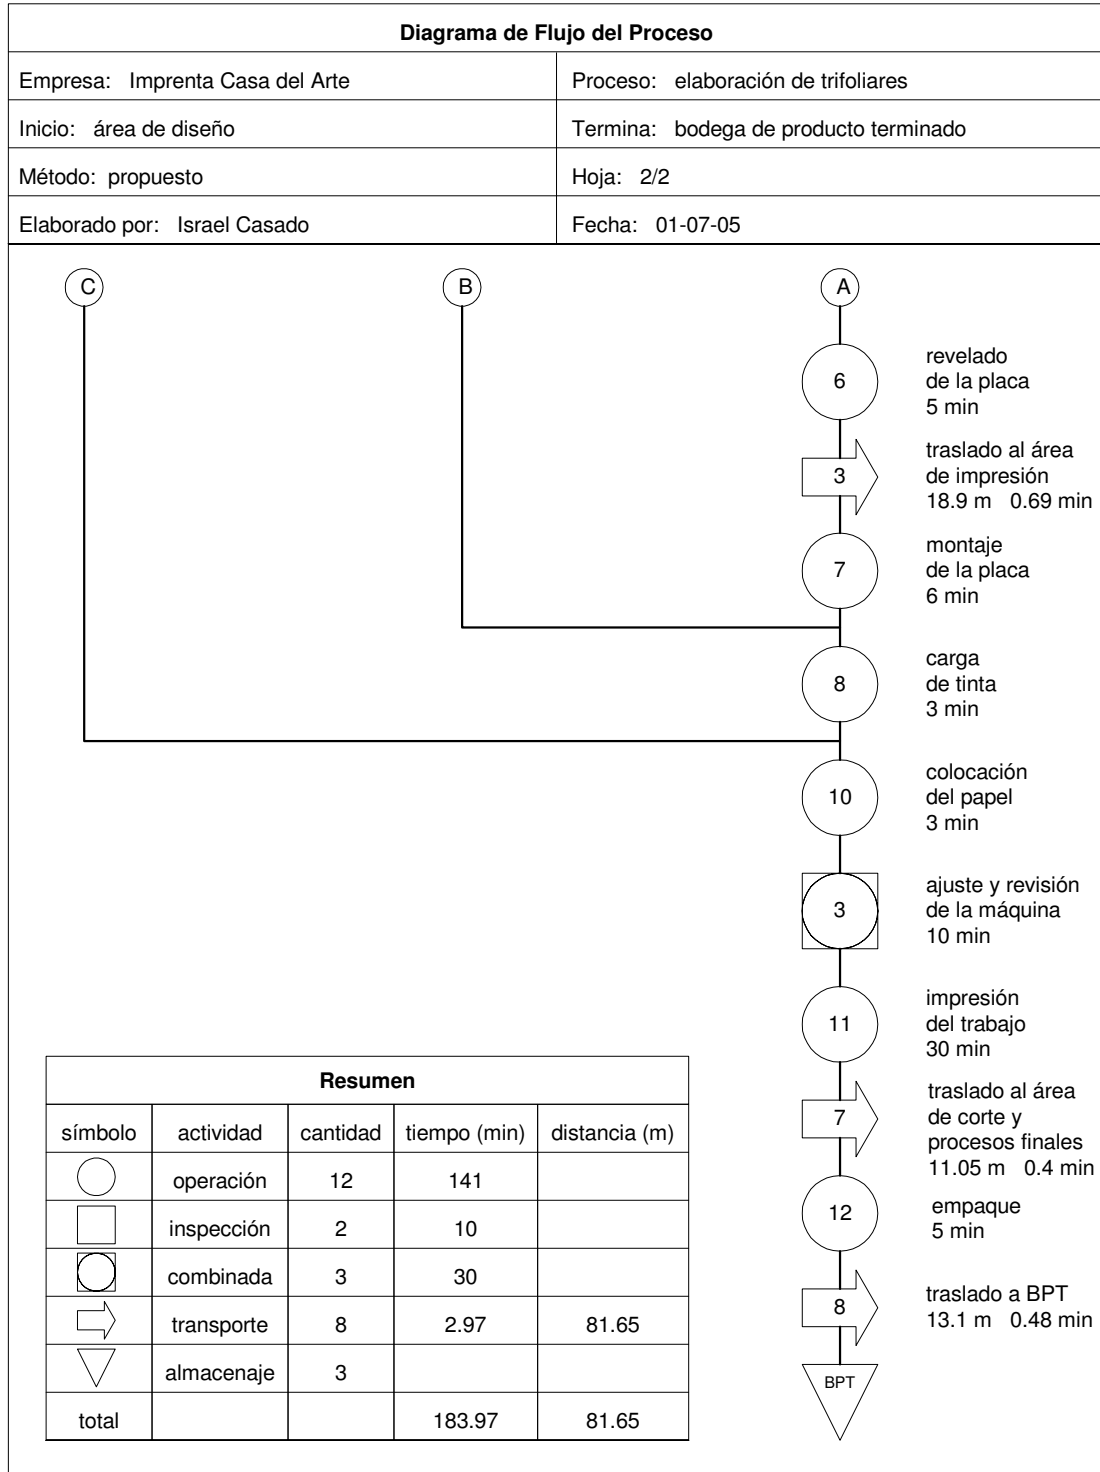 Diagrama de Flujo del Proceso
Empresa: Imprenta Casa del Arte
Proceso: elaboración de trifoliares
Inicio: área de diseño
Termina: bodega de producto terminado
Método: propuesto
Hoja: 2/2
Elaborado por: Israel Casado
Fecha: 01-07-05
C
B
A
6
revelado
de la placa
5 min
3
traslado al área
de impresión
18.9 m 0.69 min
7
montaje
de la placa
6 min
8
carga
de tinta
3 min
10
colocación
del papel
3 min
3
ajuste y revisión
de la máquina
10 min
11
impresión
del trabajo
30 min
7
traslado al área
de corte y
procesos finales
11.05 m 0.4 min
12
empaque
5 min
8
traslado a BPT
13.1 m 0.48 min
BPT
Resumen
símbolo actividad cantidad tiempo (min) distancia (m)
operación 12 141
inspección 2 10
combinada 3 30
transporte 8 2.97 81.65
almacenaje 3
total 183.97 81.65